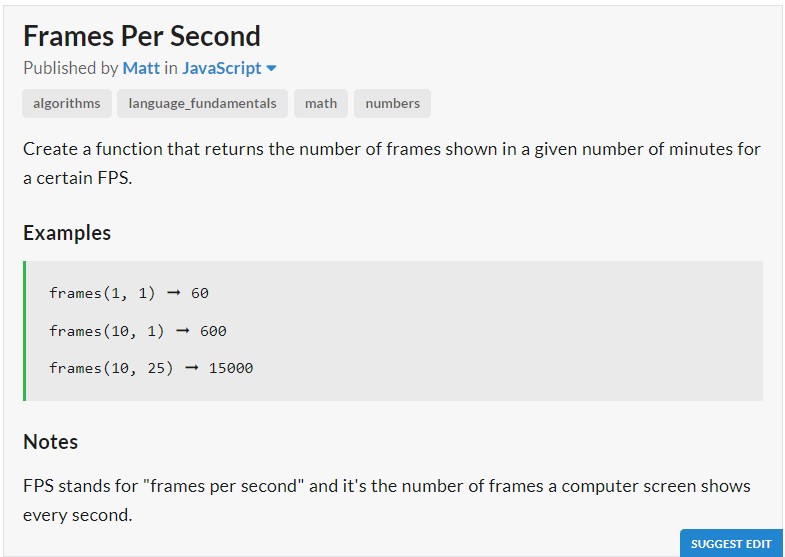 Frames Per Second
Published by Matt in JavaScript
algorithms language_fundamentals math numbers
Create a function that returns the number of frames shown in a given number of minutes for
a certain FPS.
Examples
frames(1, 1) ➞ 60
frames(10, 1) ➞ 600
frames(10, 25) ➞ 15000
Notes
FPS stands for "frames per second" and it's the number of frames a computer screen shows
every second.
SUGGEST EDIT